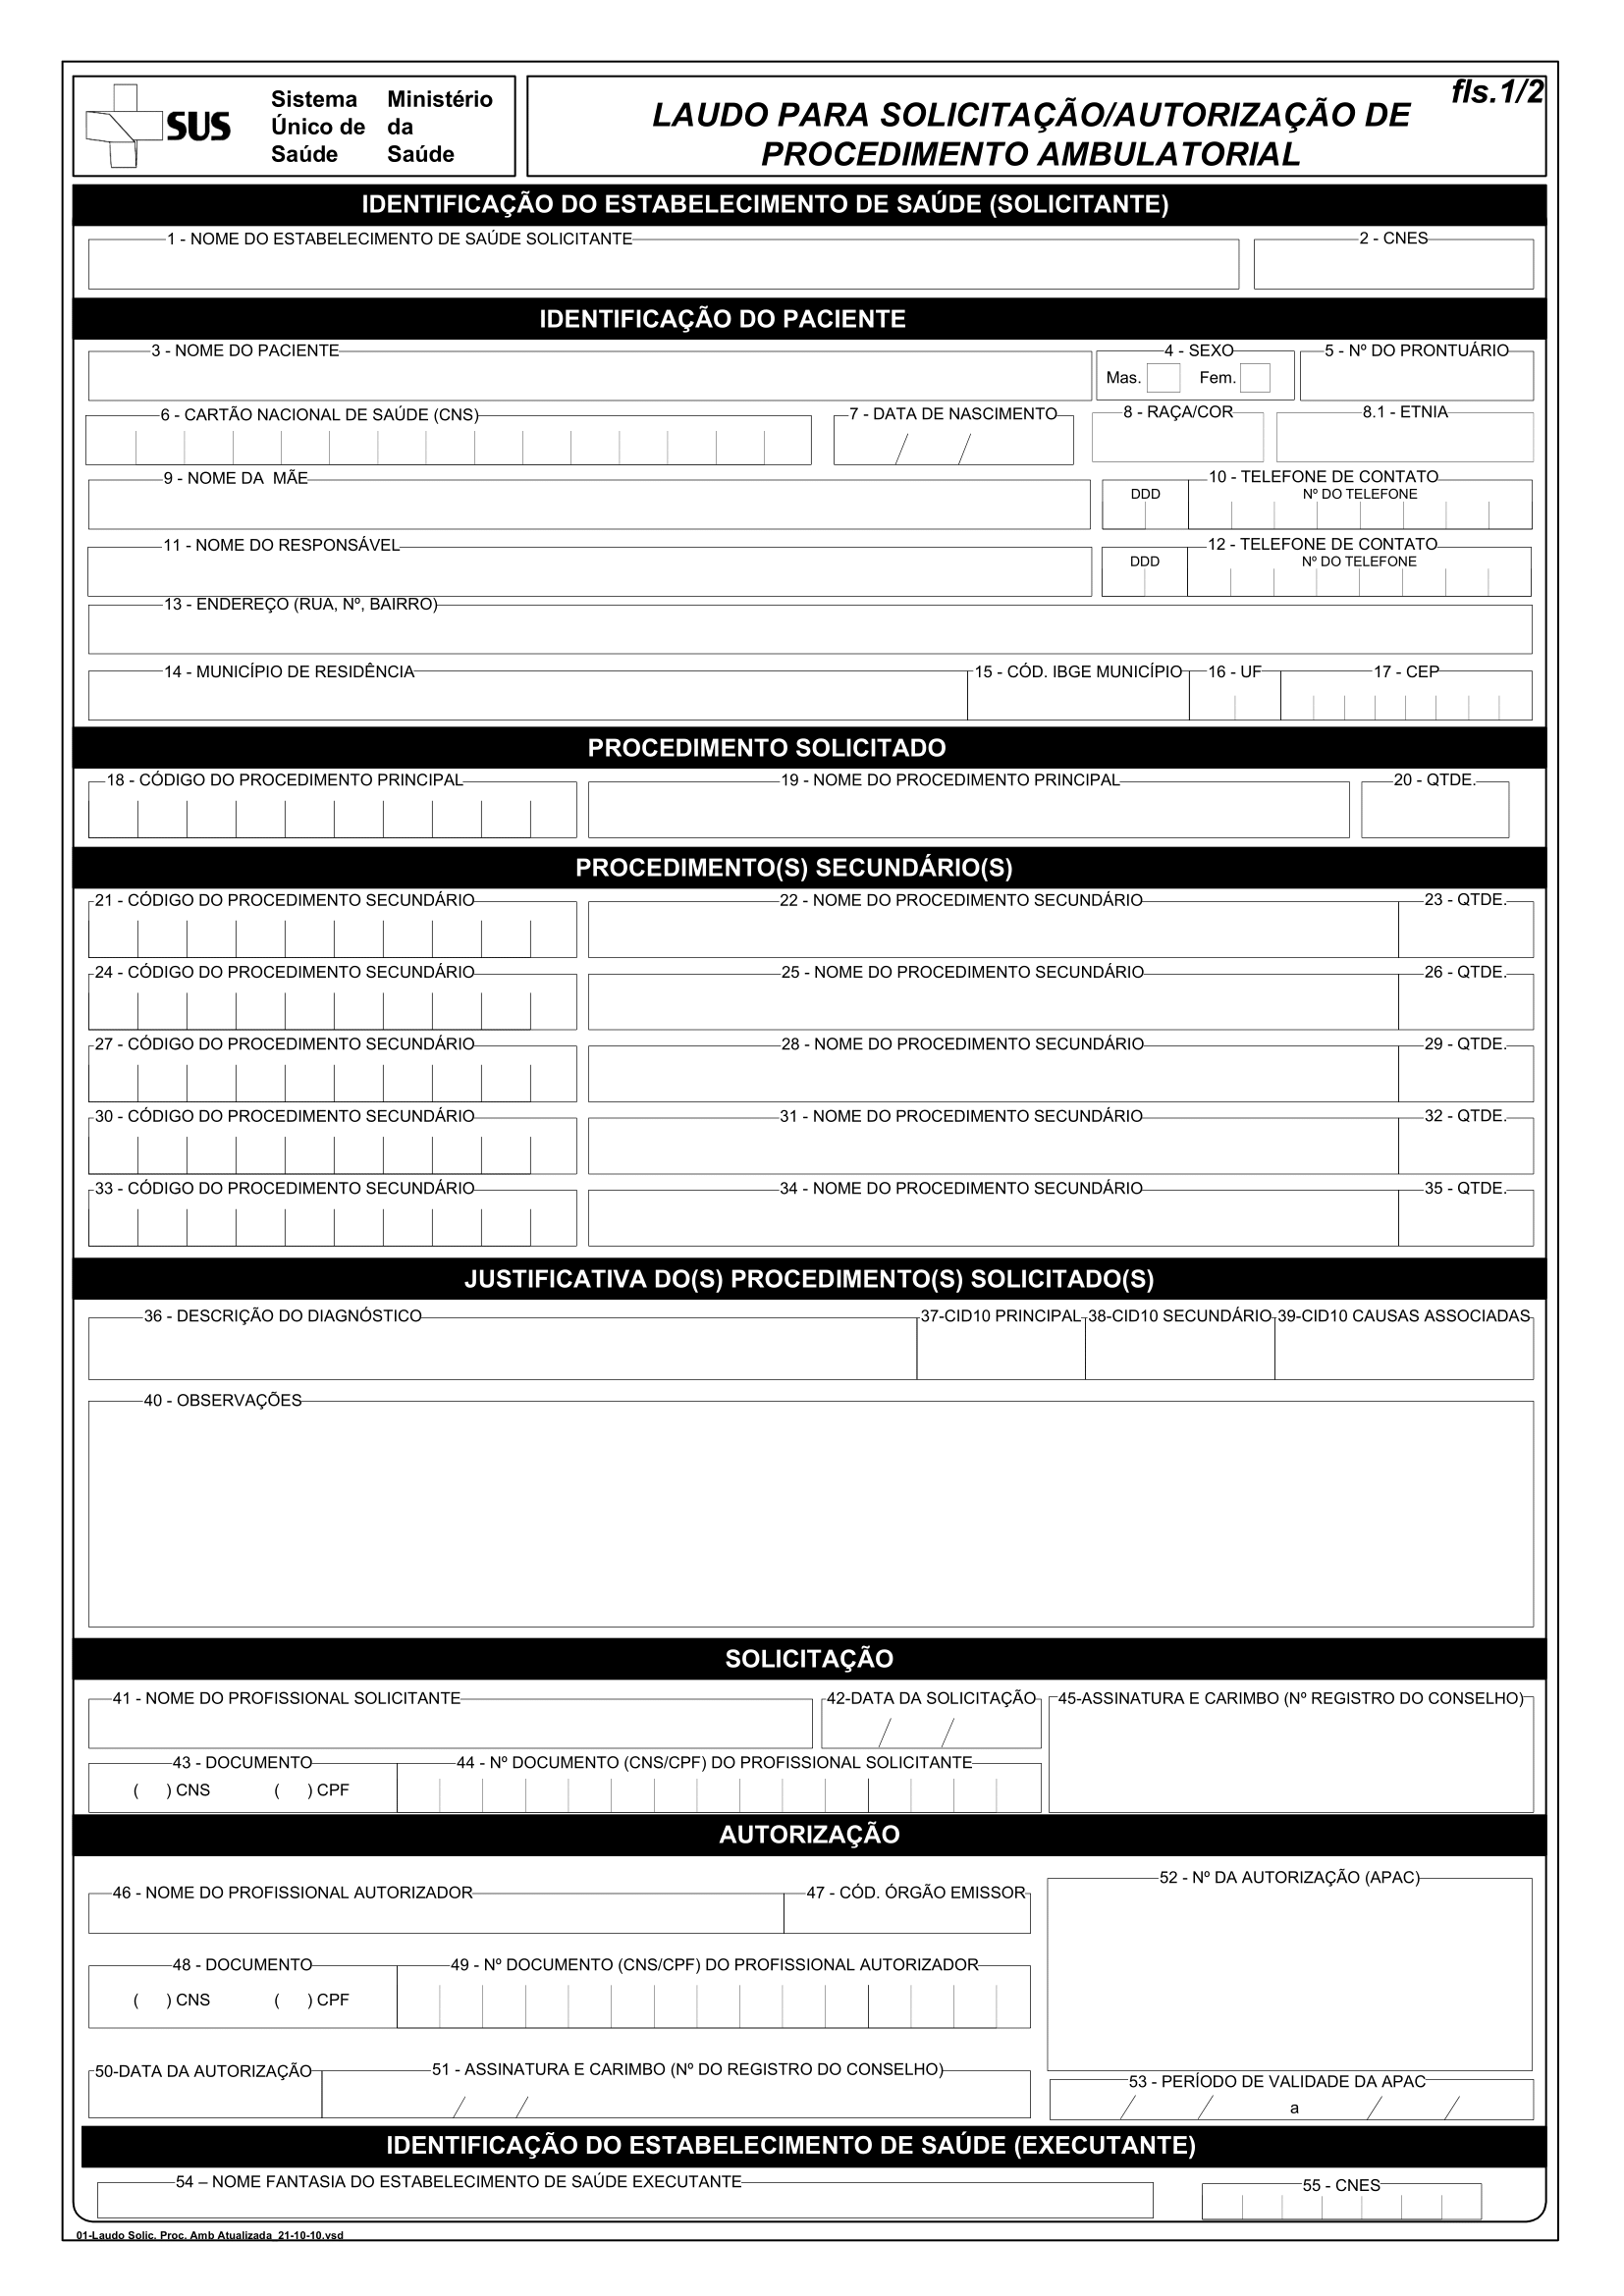 fls.1/2
SUS
Sistema Único de Saúde
Ministério da Saúde
LAUDO PARA SOLICITAÇÃO/AUTORIZAÇÃO DE
PROCEDIMENTO AMBULATORIAL
IDENTIFICAÇÃO DO ESTABELECIMENTO DE SAÚDE (SOLICITANTE)
1 - NOME DO ESTABELECIMENTO DE SAÚDE SOLICITANTE 2 - CNES
IDENTIFICAÇÃO DO PACIENTE
3 - NOME DO PACIENTE 4 - SEXO 5 - Nº DO PRONTUÁRIO
Mas. Fem.
6 - CARTÃO NACIONAL DE SAÚDE (CNS) 7 - DATA DE NASCIMENTO 8 - RAÇA/COR 8.1 - ETNIA
/ /
9 - NOME DA MÃE 10 - TELEFONE DE CONTATO
DDD Nº DO TELEFONE
11 - NOME DO RESPONSÁVEL 12 - TELEFONE DE CONTATO
DDD Nº DO TELEFONE
13 - ENDEREÇO (RUA, Nº, BAIRRO)
14 - MUNICÍPIO DE RESIDÊNCIA 15 - CÓD. IBGE MUNICÍPIO 16 - UF 17 - CEP
PROCEDIMENTO SOLICITADO
18 - CÓDIGO DO PROCEDIMENTO PRINCIPAL 19 - NOME DO PROCEDIMENTO PRINCIPAL 20 - QTDE.
PROCEDIMENTO(S) SECUNDÁRIO(S)
21 - CÓDIGO DO PROCEDIMENTO SECUNDÁRIO 22 - NOME DO PROCEDIMENTO SECUNDÁRIO 23 - QTDE.
24 - CÓDIGO DO PROCEDIMENTO SECUNDÁRIO 25 - NOME DO PROCEDIMENTO SECUNDÁRIO 26 - QTDE.
27 - CÓDIGO DO PROCEDIMENTO SECUNDÁRIO 28 - NOME DO PROCEDIMENTO SECUNDÁRIO 29 - QTDE.
30 - CÓDIGO DO PROCEDIMENTO SECUNDÁRIO 31 - NOME DO PROCEDIMENTO SECUNDÁRIO 32 - QTDE.
33 - CÓDIGO DO PROCEDIMENTO SECUNDÁRIO 34 - NOME DO PROCEDIMENTO SECUNDÁRIO 35 - QTDE.
JUSTIFICATIVA DO(S) PROCEDIMENTO(S) SOLICITADO(S)
36 - DESCRIÇÃO DO DIAGNÓSTICO 37-CID10 PRINCIPAL 38-CID10 SECUNDÁRIO 39-CID10 CAUSAS ASSOCIADAS
40 - OBSERVAÇÕES
SOLICITAÇÃO
41 - NOME DO PROFISSIONAL SOLICITANTE 42-DATA DA SOLICITAÇÃO 45-ASSINATURA E CARIMBO (Nº REGISTRO DO CONSELHO)
/ /
43 - DOCUMENTO 44 - Nº DOCUMENTO (CNS/CPF) DO PROFISSIONAL SOLICITANTE
( ) CNS ( ) CPF
AUTORIZAÇÃO
52 - Nº DA AUTORIZAÇÃO (APAC)
46 - NOME DO PROFISSIONAL AUTORIZADOR 47 - CÓD. ÓRGÃO EMISSOR
48 - DOCUMENTO 49 - Nº DOCUMENTO (CNS/CPF) DO PROFISSIONAL AUTORIZADOR
( ) CNS ( ) CPF
50-DATA DA AUTORIZAÇÃO 51 - ASSINATURA E CARIMBO (Nº DO REGISTRO DO CONSELHO)
/ /
53 - PERÍODO DE VALIDADE DA APAC
/ / a / /
IDENTIFICAÇÃO DO ESTABELECIMENTO DE SAÚDE (EXECUTANTE)
54 – NOME FANTASIA DO ESTABELECIMENTO DE SAÚDE EXECUTANTE 55 - CNES
01-Laudo Solic. Proc. Amb Atualizada_21-10-10.vsd